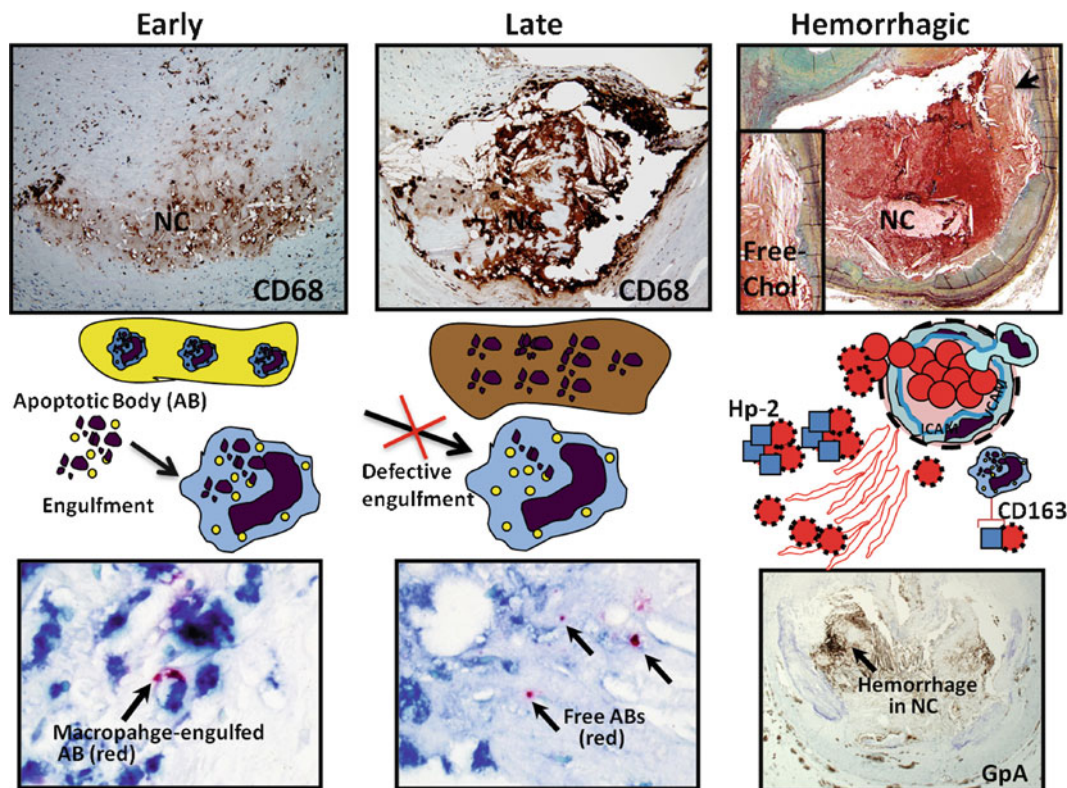 Early
Late
Hemorrhagic
NC
CD68
NC
CD68
NC
Free-
Chol
Apoptotic Body (AB)
Engulfment
Defective
engulfment
Hp-2
ICAM
ICAM
CD163
Macropahge-engulfed
AB (red)
Free ABs
(red)
Hemorrhage
in NC
GpA